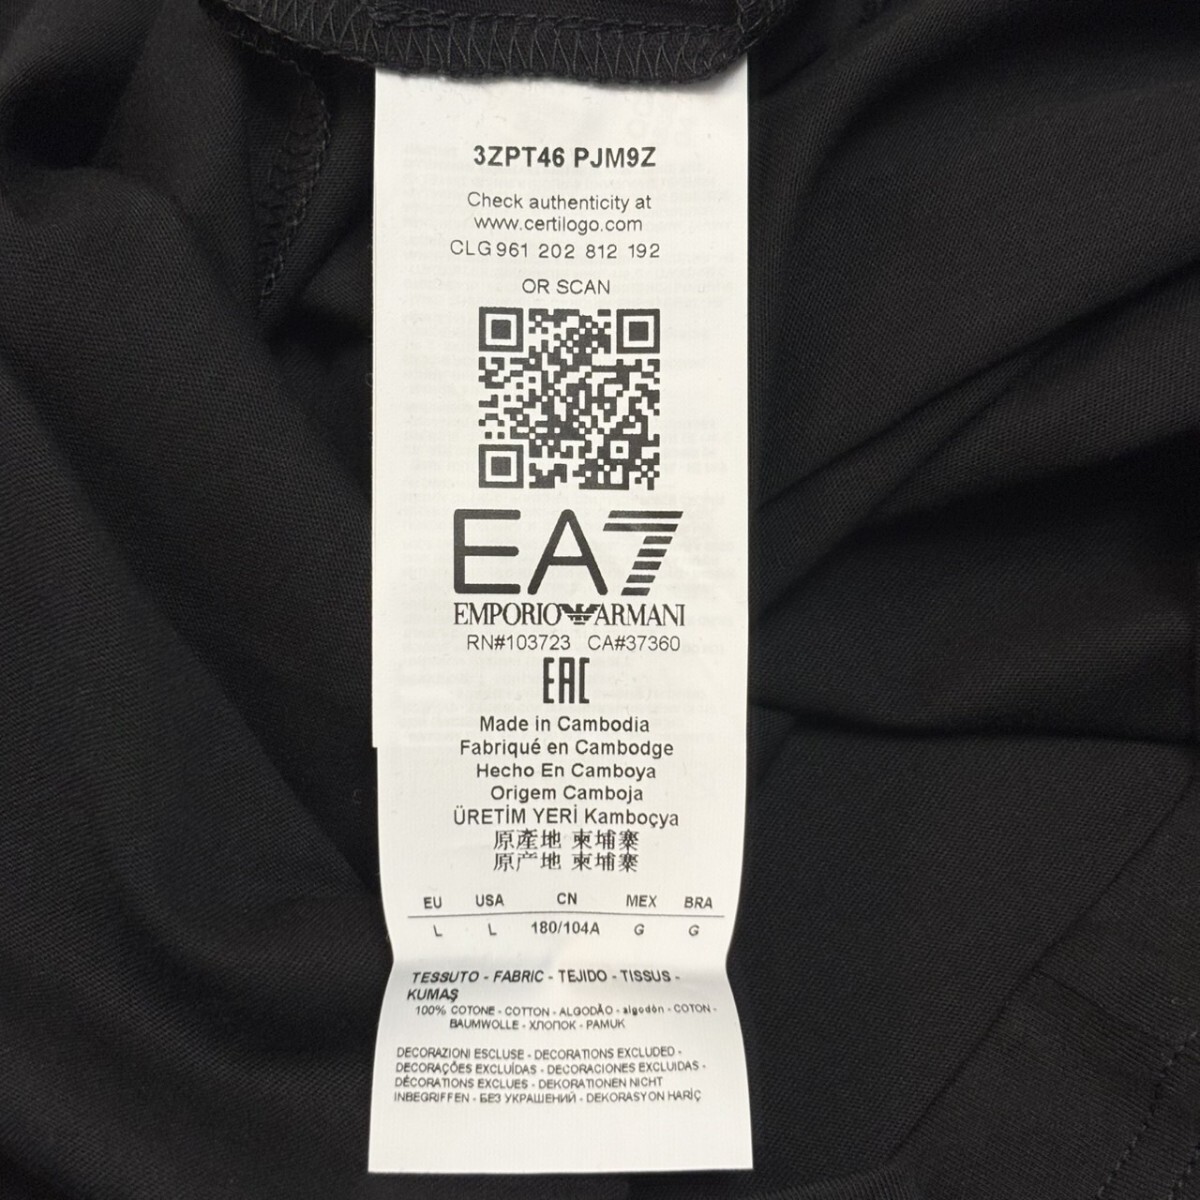 3ZPT46 PJM9Z
Check authenticity at
www.certilogo.com
CLG 961 202 812 192
OR SCAN
EA7
EMPORIO ARMANI
RN#103723 CA#37360
EAC
Made in Cambodia
Fabriqué en Cambodge
Hecho En Camboya
Origem Camboja
ÜRETİM YERİ Kamboçya
原產地 柬埔寨
原产地 柬埔寨
EU USA CN MEX BRA
L L 180/104A G G
TESSUTO - FABRIC - TEJIDO - TISSUS -
KUMAŞ
100% COTONE - COTTON - ALGODÃO - algodón - COTON -
BAUMWOLLE - ХЛОПОК - PAMUK
DECORAZIONI ESCLUSE - DECORATIONS EXCLUDED -
DECORAÇÕES EXCLUÍDAS - DECORACIONES EXCLUIDAS -
DÉCORATIONS EXCLUES - DEKORATIONEN NICHT
INBEGRIFFEN - БЕЗ УКРАШЕНИЙ - DEKORASYON HARİÇ